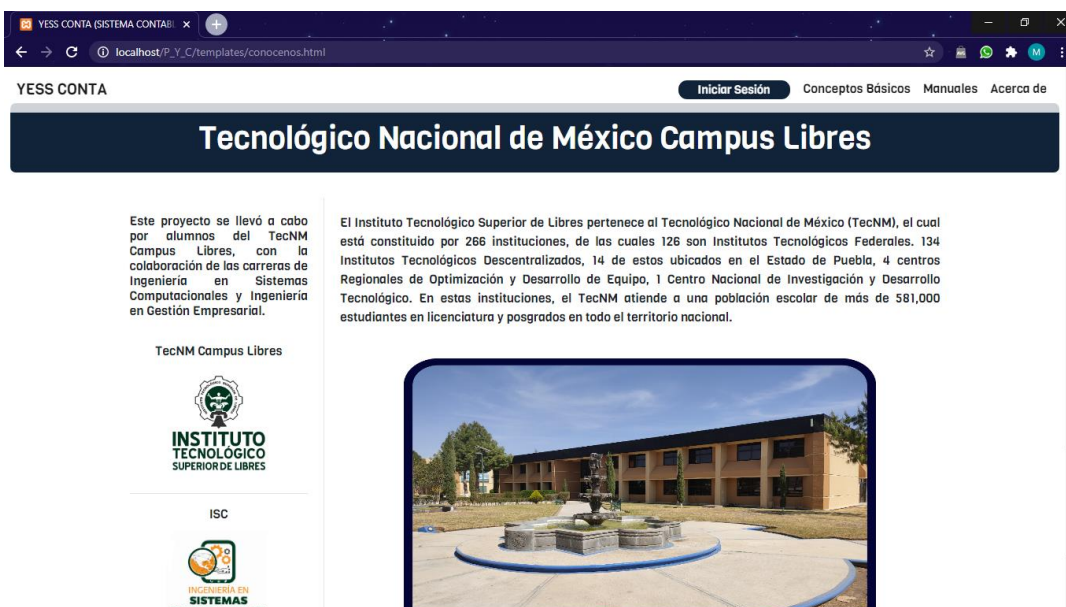 YESS CONTA (SISTEMA CONTABL
localhost/P_Y_C/templates/conocenos.html
M
YESS CONTA
Iniciar Sesión
Conceptos Básicos
Manuales
Acerca de
Tecnológico Nacional de México Campus Libres
Este proyecto se llevó a cabo
por alumnos del TecNM
Campus Libres, con la
colaboración de las carreras de
Ingeniería en Sistemas
Computacionales y Ingeniería
en Gestión Empresarial.
TecNM Campus Libres
INSTITUTO
TECNOLÓGICO
SUPERIOR DE LIBRES
ISC
INGENIERÍA EN
SISTEMAS
El Instituto Tecnológico Superior de Libres pertenece al Tecnológico Nacional de México (TecNM), el cual
está constituido por 266 instituciones, de las cuales 126 son Institutos Tecnológicos Federales. 134
Institutos Tecnológicos Descentralizados, 14 de estos ubicados en el Estado de Puebla, 4 centros
Regionales de Optimización y Desarrollo de Equipo, 1 Centro Nacional de Investigación y Desarrollo
Tecnológico. En estas instituciones, el TecNM atiende a una población escolar de más de 581,000
estudiantes en licenciatura y posgrados en todo el territorio nacional.